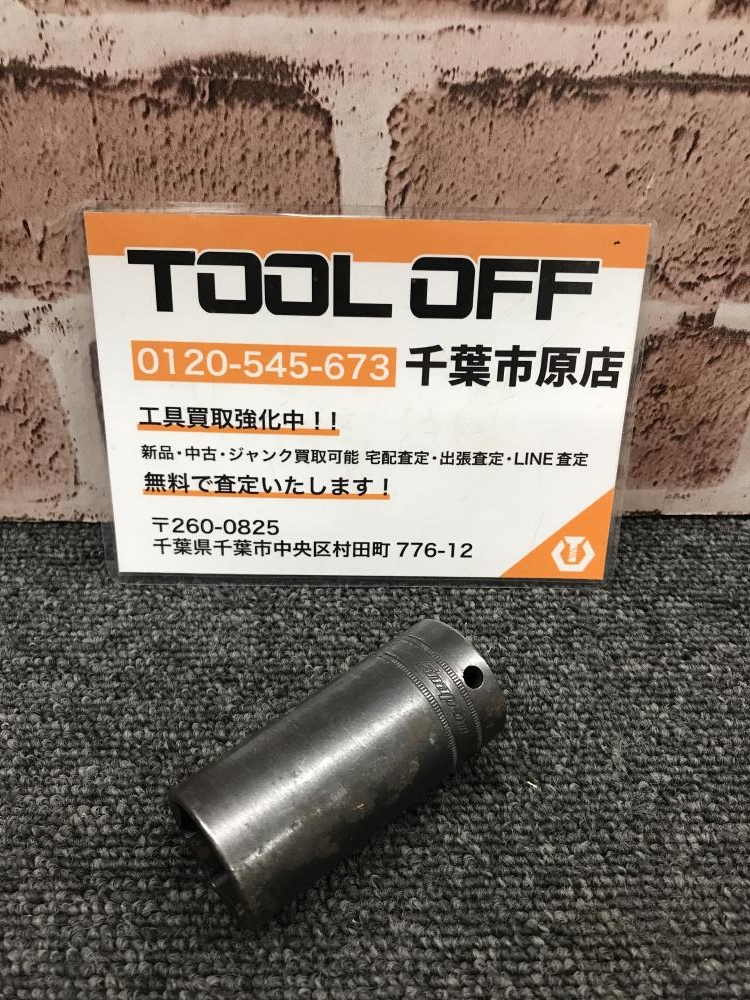 TOOL OFF
0120-545-673 千葉市原店
工具買取強化中！！
新品・中古・ジャンク買取可能 宅配査定・出張査定・LINE査定
無料で査定いたします！
〒260-0825
千葉県千葉市中央区村田町 776-12
Snap-on